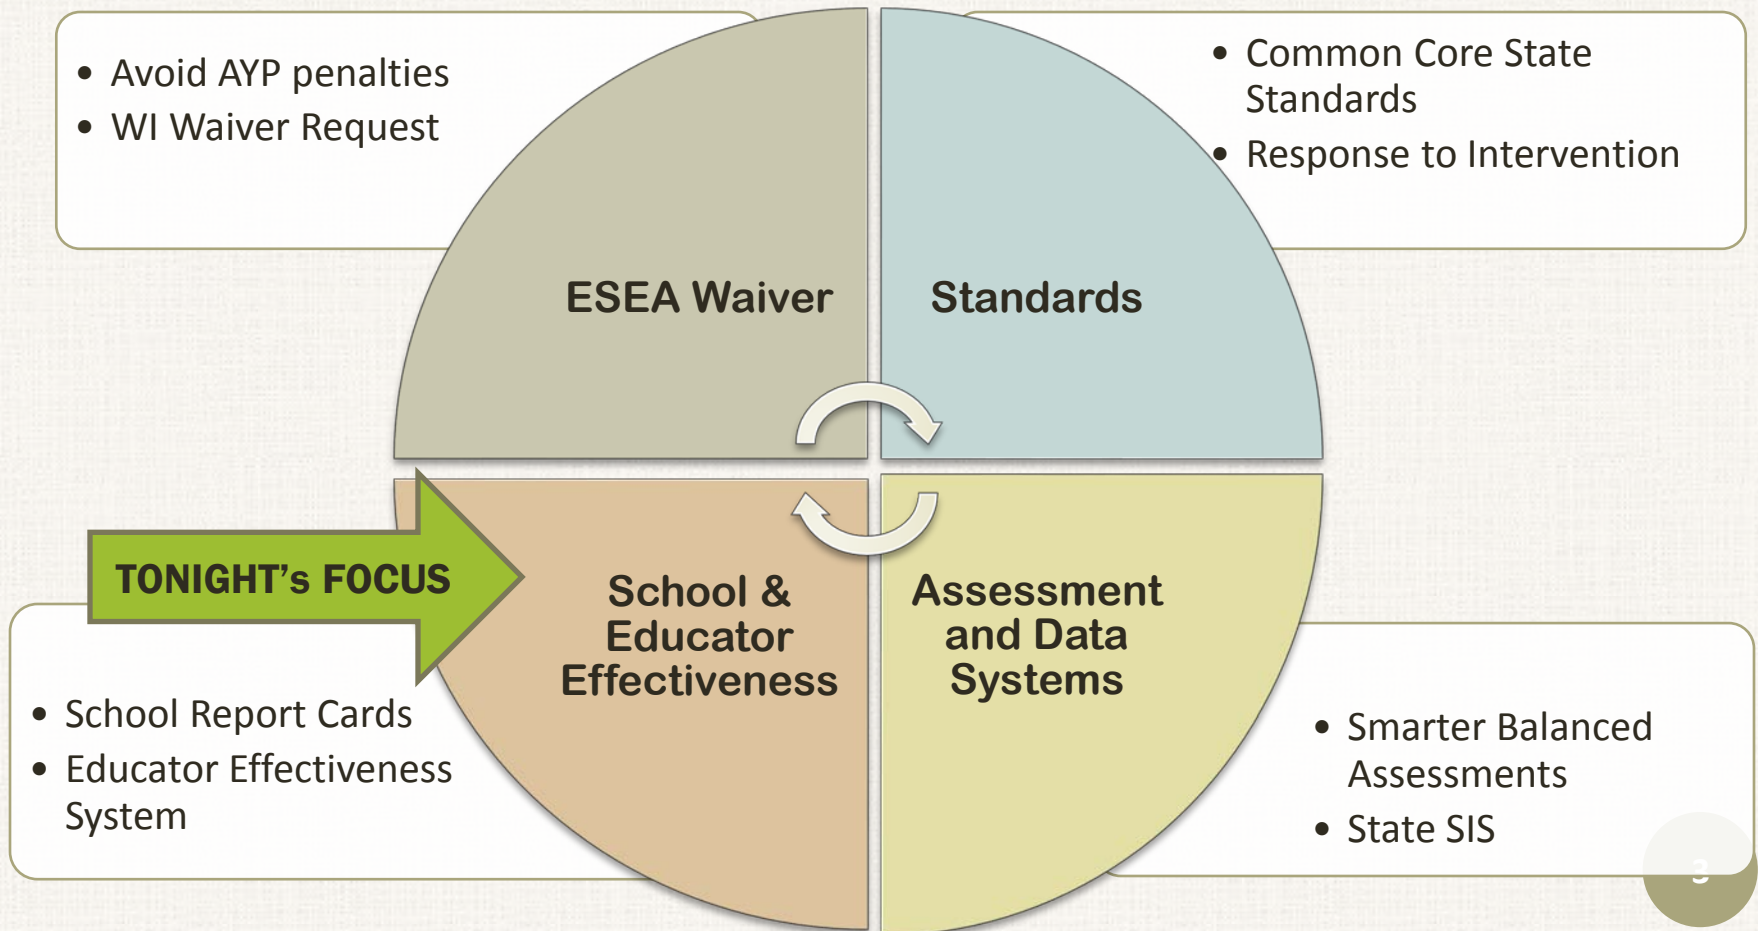 • Avoid AYP penalties
• WI Waiver Request
• Common Core State
Standards
• Response to Intervention
ESEA Waiver
Standards
TONIGHT's FOCUS
School &
Educator
Effectiveness
Assessment
and Data
Systems
• School Report Cards
• Educator Effectiveness
System
• Smarter Balanced
Assessments
• State SIS
3